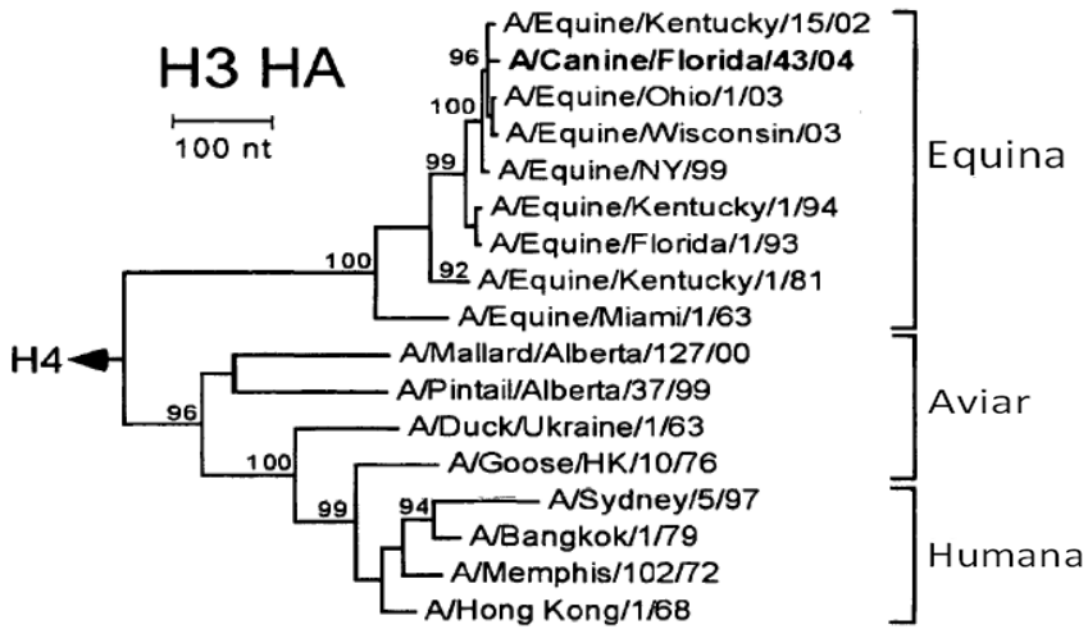 H3 HA
100 nt
A/Equine/Kentucky/15/02
96
A/Canine/Florida/43/04
A/Equine/Ohio/1/03
100
A/Equine/Wisconsin/03
99
A/Equine/NY/99
A/Equine/Kentucky/1/94
A/Equine/Florida/1/93
100
92
A/Equine/Kentucky/1/81
A/Equine/Miami/1/63
Equina
H4
A/Mallard/Alberta/127/00
A/Pintail/Alberta/37/99
96
A/Duck/Ukraine/1/63
100
A/Goose/HK/10/76
Aviar
99
94
A/Sydney/5/97
A/Bangkok/1/79
A/Memphis/102/72
A/Hong Kong/1/68
Humana